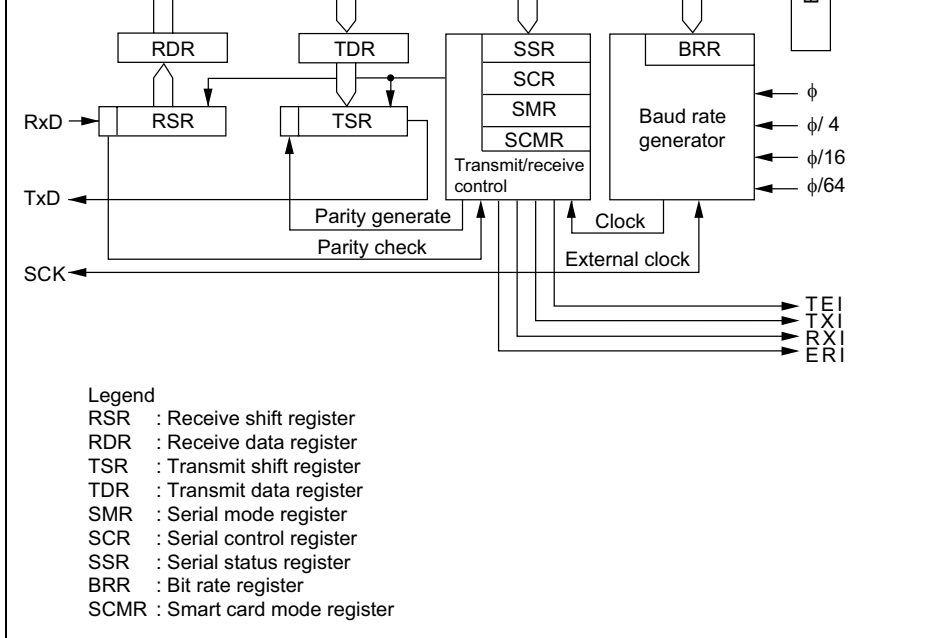 RDR
TDR
SSR
BRR
SCR
SMR
SCMR
Transmit/receive
control
Baud rate
generator
ϕ
ϕ/ 4
ϕ/16
ϕ/64
RxD
RSR
TSR
TxD
Parity generate
Clock
Parity check
External clock
SCK
TEI
TXI
RXI
ERI
Legend
RSR : Receive shift register
RDR : Receive data register
TSR : Transmit shift register
TDR : Transmit data register
SMR : Serial mode register
SCR : Serial control register
SSR : Serial status register
BRR : Bit rate register
SCMR : Smart card mode register